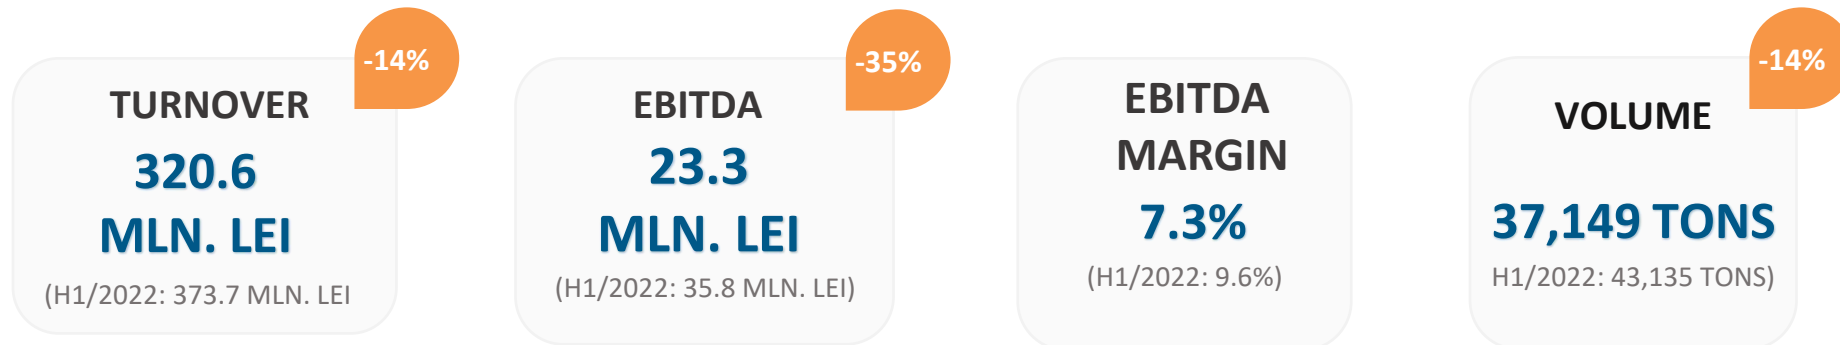 -14%
TURNOVER
320.6
MLN. LEI
(H1/2022: 373.7 MLN. LEI
-35%
EBITDA
23.3
MLN. LEI
(H1/2022: 35.8 MLN. LEI)
EBITDA
MARGIN
7.3%
(H1/2022: 9.6%)
-14%
VOLUME
37,149 TONS
H1/2022: 43,135 TONS)